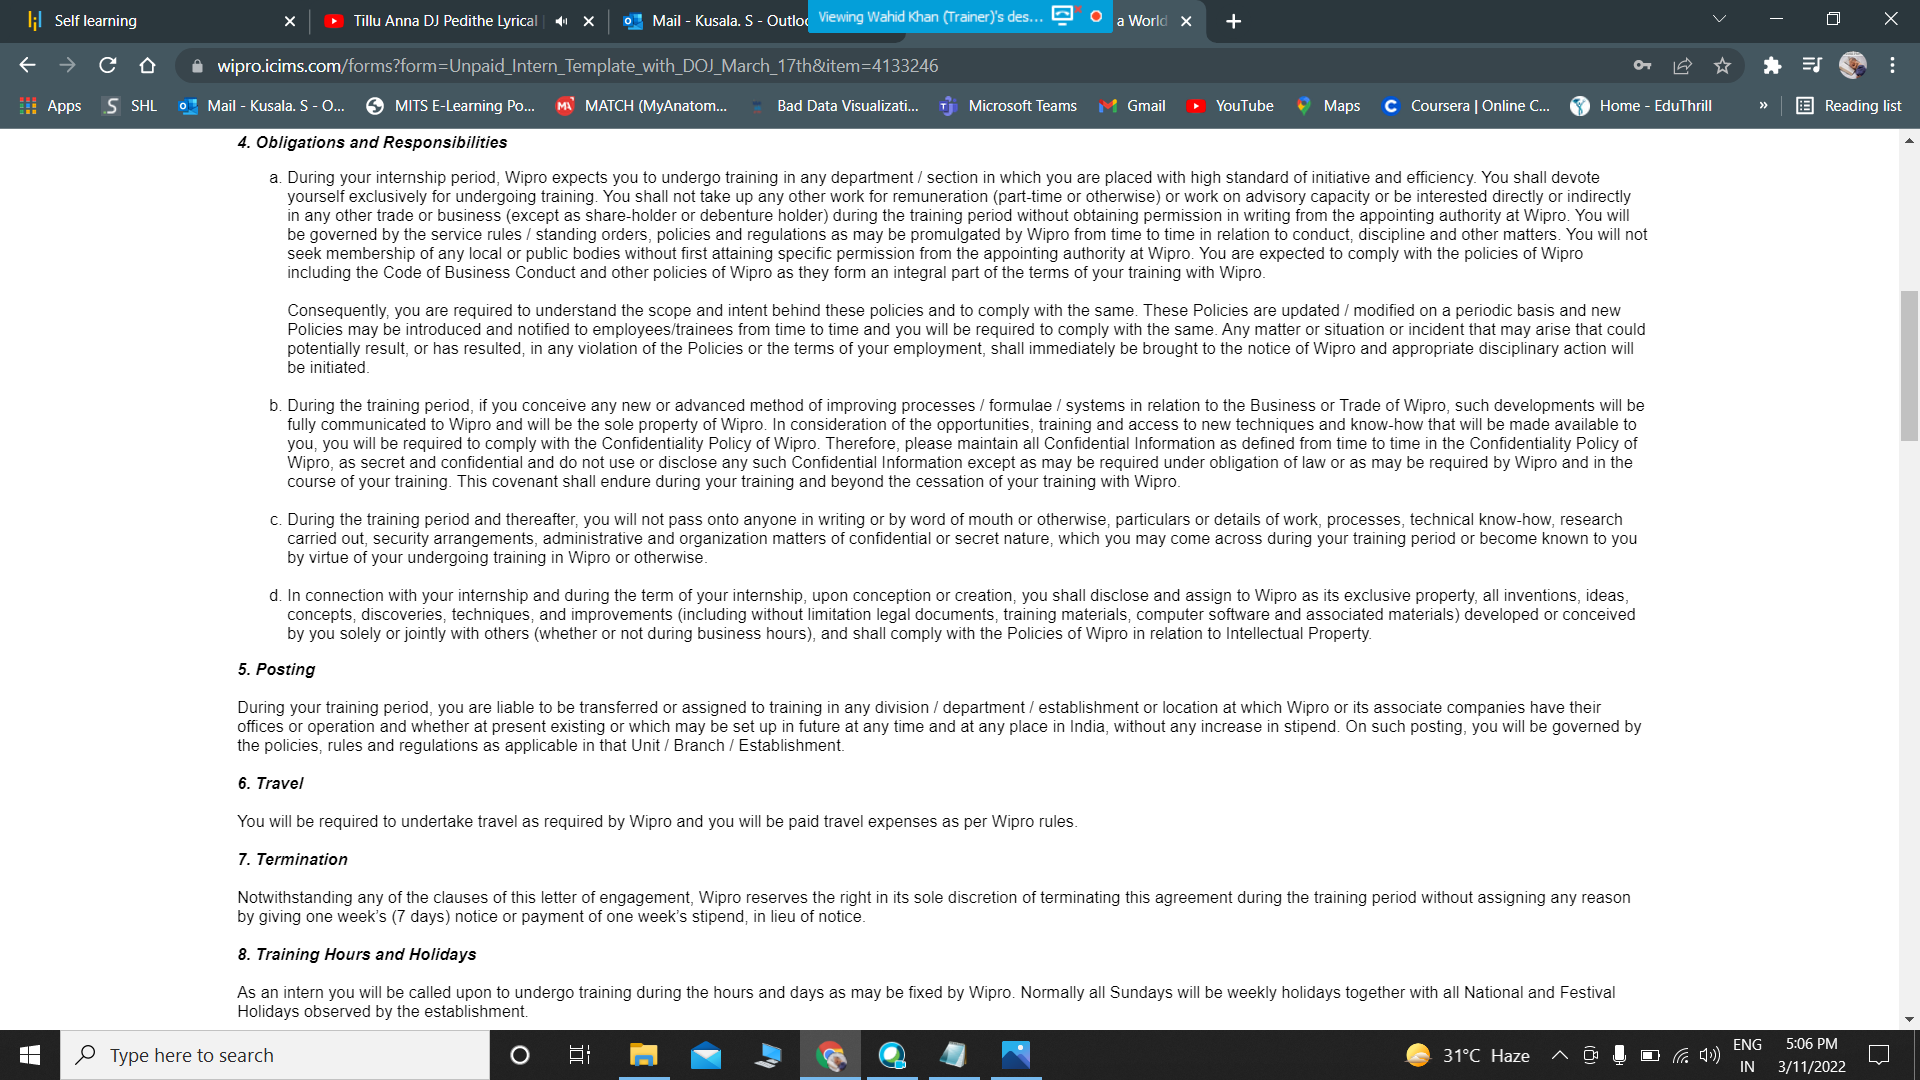 Self learning
Tillu Anna DJ Pedithe Lyrical
Mail - Kusala. S - Outloo
Viewing Wahid Khan (Trainer)'s des...
a World
wipro.icims.com/forms?form=Unpaid_Intern_Template_with_DOJ_March_17th&item=4133246
Apps
SHL
Mail - Kusala. S - O...
MITS E-Learning Po...
MATCH (MyAnatom...
Bad Data Visualizati...
Microsoft Teams
Gmail
YouTube
Maps
Coursera | Online C...
Home - EduThrill
»
Reading list
4. Obligations and Responsibilities
a. During your internship period, Wipro expects you to undergo training in any department / section in which you are placed with high standard of initiative and efficiency. You shall devote
yourself exclusively for undergoing training. You shall not take up any other work for remuneration (part-time or otherwise) or work on advisory capacity or be interested directly or indirectly
in any other trade or business (except as share-holder or debenture holder) during the training period without obtaining permission in writing from the appointing authority at Wipro. You will
be governed by the service rules / standing orders, policies and regulations as may be promulgated by Wipro from time to time in relation to conduct, discipline and other matters. You will not
seek membership of any local or public bodies without first attaining specific permission from the appointing authority at Wipro. You are expected to comply with the policies of Wipro
including the Code of Business Conduct and other policies of Wipro as they form an integral part of the terms of your training with Wipro.
Consequently, you are required to understand the scope and intent behind these policies and to comply with the same. These Policies are updated / modified on a periodic basis and new
Policies may be introduced and notified to employees/trainees from time to time and you will be required to comply with the same. Any matter or situation or incident that may arise that could
potentially result, or has resulted, in any violation of the Policies or the terms of your employment, shall immediately be brought to the notice of Wipro and appropriate disciplinary action will
be initiated.
b. During the training period, if you conceive any new or advanced method of improving processes / formulae / systems in relation to the Business or Trade of Wipro, such developments will be
fully communicated to Wipro and will be the sole property of Wipro. In consideration of the opportunities, training and access to new techniques and know-how that will be made available to
you, you will be required to comply with the Confidentiality Policy of Wipro. Therefore, please maintain all Confidential Information as defined from time to time in the Confidentiality Policy of
Wipro, as secret and confidential and do not use or disclose any such Confidential Information except as may be required under obligation of law or as may be required by Wipro and in the
course of your training. This covenant shall endure during your training and beyond the cessation of your training with Wipro.
c. During the training period and thereafter, you will not pass onto anyone in writing or by word of mouth or otherwise, particulars or details of work, processes, technical know-how, research
carried out, security arrangements, administrative and organization matters of confidential or secret nature, which you may come across during your training period or become known to you
by virtue of your undergoing training in Wipro or otherwise.
d. In connection with your internship and during the term of your internship, upon conception or creation, you shall disclose and assign to Wipro as its exclusive property, all inventions, ideas,
concepts, discoveries, techniques, and improvements (including without limitation legal documents, training materials, computer software and associated materials) developed or conceived
by you solely or jointly with others (whether or not during business hours), and shall comply with the Policies of Wipro in relation to Intellectual Property.
5. Posting
During your training period, you are liable to be transferred or assigned to training in any division / department / establishment or location at which Wipro or its associate companies have their
offices or operation and whether at present existing or which may be set up in future at any time and at any place in India, without any increase in stipend. On such posting, you will be governed by
the policies, rules and regulations as applicable in that Unit / Branch / Establishment.
6. Travel
You will be required to undertake travel as required by Wipro and you will be paid travel expenses as per Wipro rules.
7. Termination
Notwithstanding any of the clauses of this letter of engagement, Wipro reserves the right in its sole discretion of terminating this agreement during the training period without assigning any reason
by giving one week's (7 days) notice or payment of one week's stipend, in lieu of notice.
8. Training Hours and Holidays
As an intern you will be called upon to undergo training during the hours and days as may be fixed by Wipro. Normally all Sundays will be weekly holidays together with all National and Festival
Holidays observed by the establishment.
Type here to search
31°C Haze
ENG
IN
5:06 PM
3/11/2022